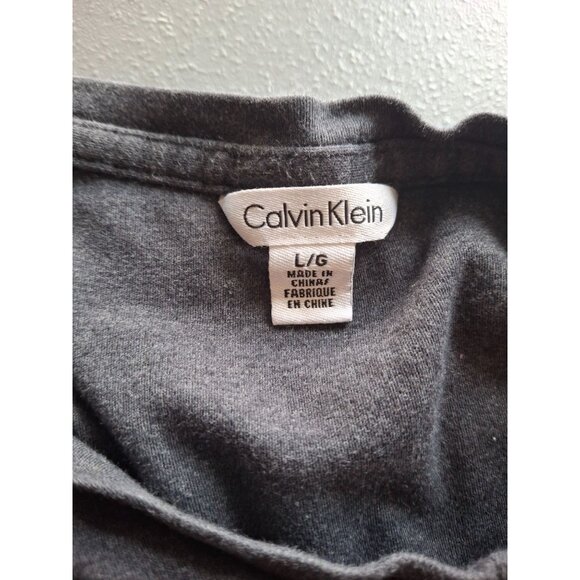 Calvin Klein
L/G
MADE IN
CHINA/
FABRIQUE
EN CHINE